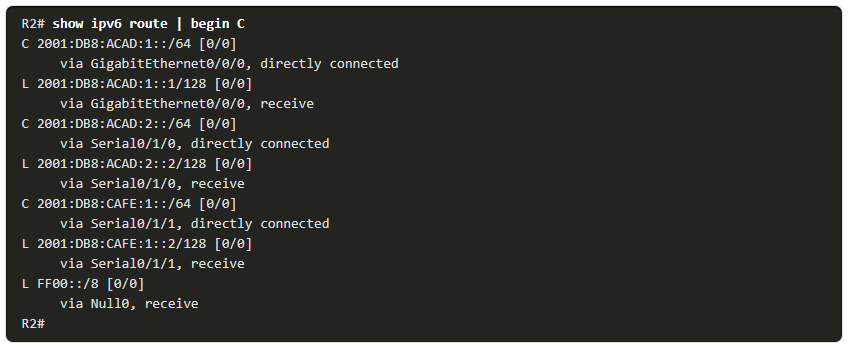 R2# show ipv6 route | begin C
C 2001:DB8:ACAD:1::/64 [0/0]
via GigabitEthernet0/0/0, directly connected
L 2001:DB8:ACAD:1::1/128 [0/0]
via GigabitEthernet0/0/0, receive
C 2001:DB8:ACAD:2::/64 [0/0]
via Serial0/1/0, directly connected
L 2001:DB8:ACAD:2::2/128 [0/0]
via Serial0/1/0, receive
C 2001:DB8:CAFE:1::/64 [0/0]
via Serial0/1/1, directly connected
L 2001:DB8:CAFE:1::2/128 [0/0]
via Serial0/1/1, receive
L FF00::/8 [0/0]
via Null0, receive
R2#